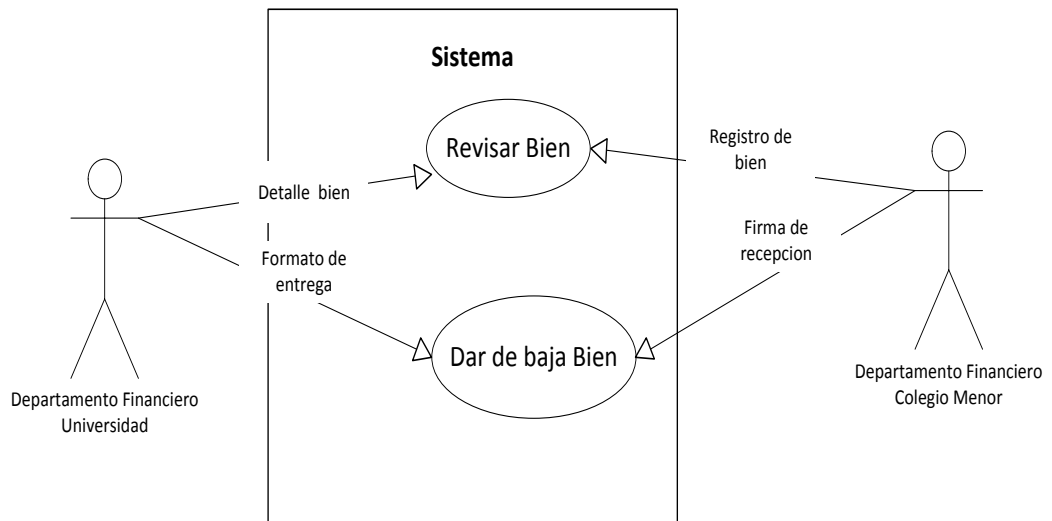 Sistema
Revisar Bien
Registro de
bien
Detalle bien
Firma de
recepcion
Formato de
entrega
Dar de baja Bien
Departamento Financiero
Universidad
Departamento Financiero
Colegio Menor